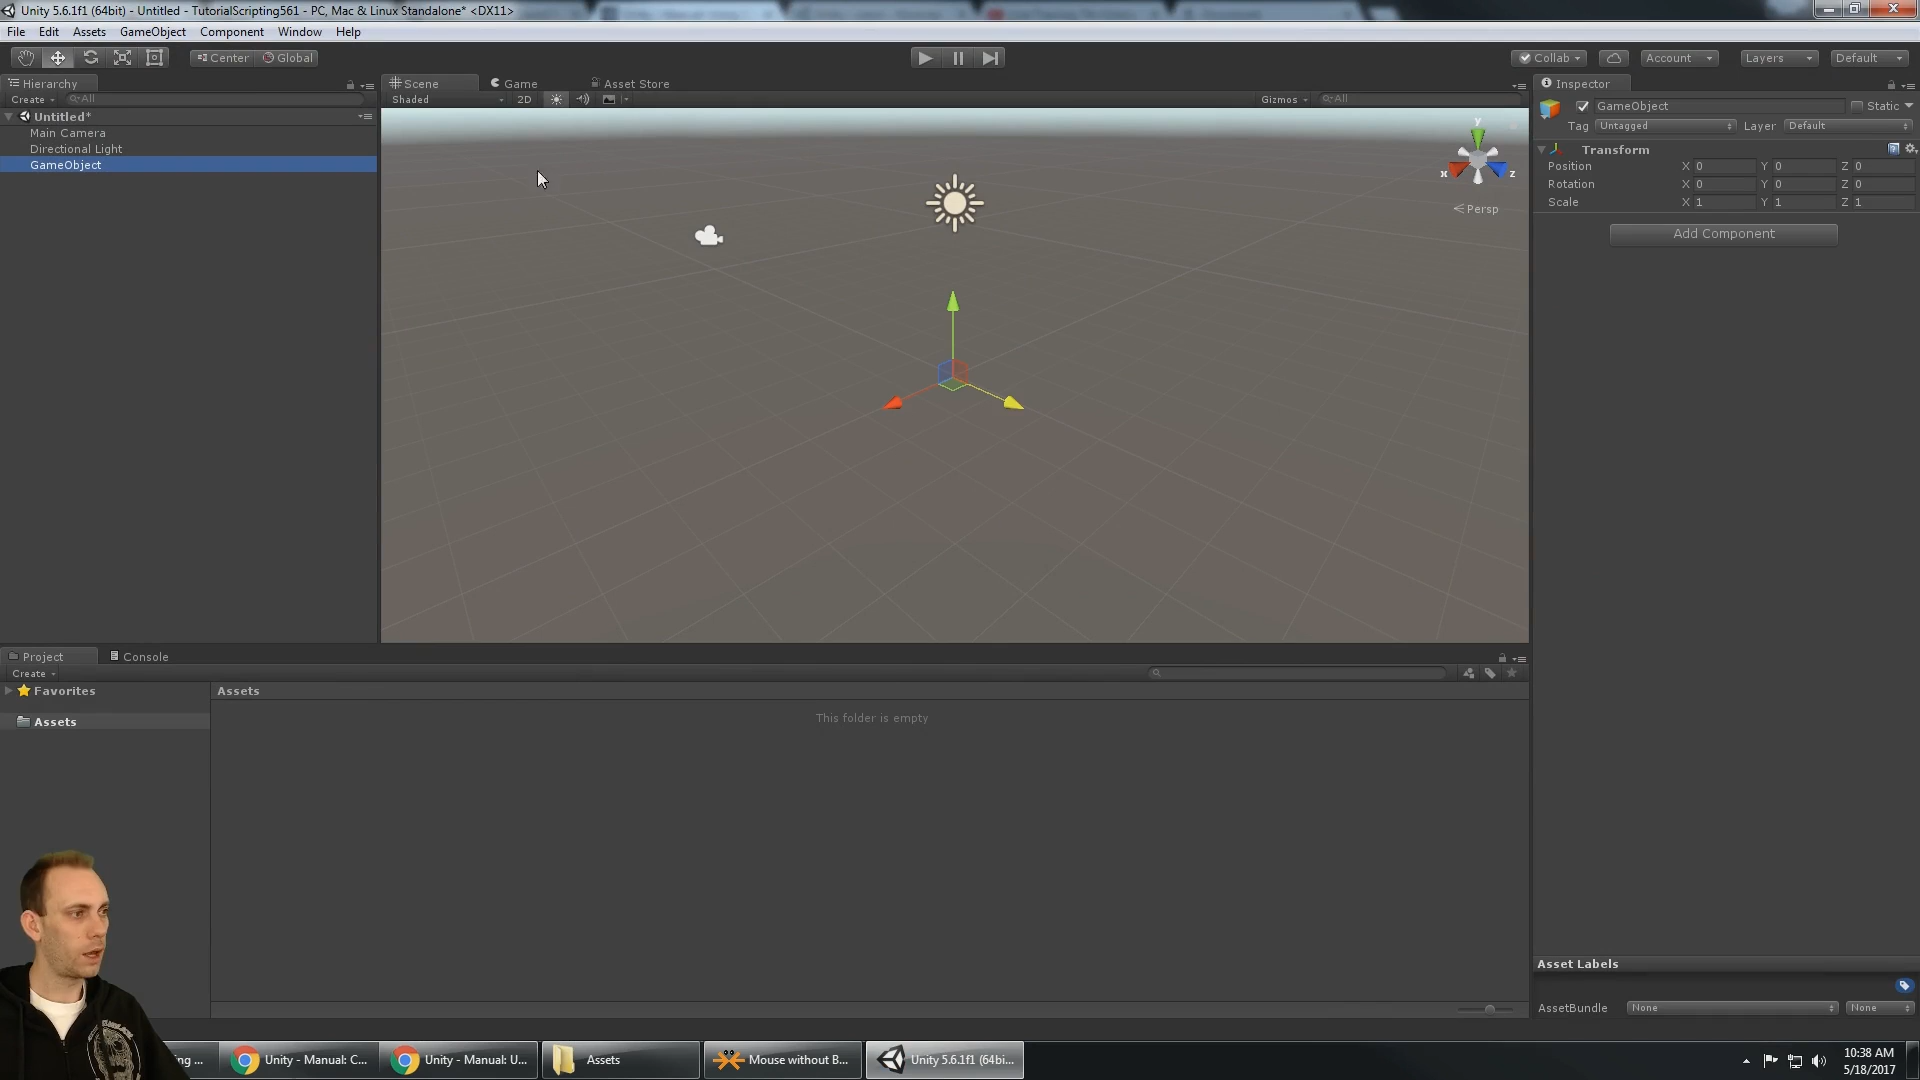 Unity 5.6.1f1 (64bit) - Untitled - TutorialScripting561 - PC, Mac & Linux Standalone* <DX11>
File Edit Assets GameObject Component Window Help
Center Global
Collab Account Layers Default
Hierarchy
Create All
Untitled*
Main Camera
Directional Light
GameObject
Scene Game Asset Store
Shaded 2D Gizmos All
y
x z
Persp
Inspector
GameObject Static
Tag Untagged Layer Default
Transform
Position X 0 Y 0 Z 0
Rotation X 0 Y 0 Z 0
Scale X 1 Y 1 Z 1
Add Component
Project Console
Create
Favorites
Assets
Assets
This folder is empty
Asset Labels
AssetBundle None None
ng ... Unity - Manual: C... Unity - Manual: U... Assets Mouse without B... Unity 5.6.1f1 (64bi...
10:38 AM
5/18/2017